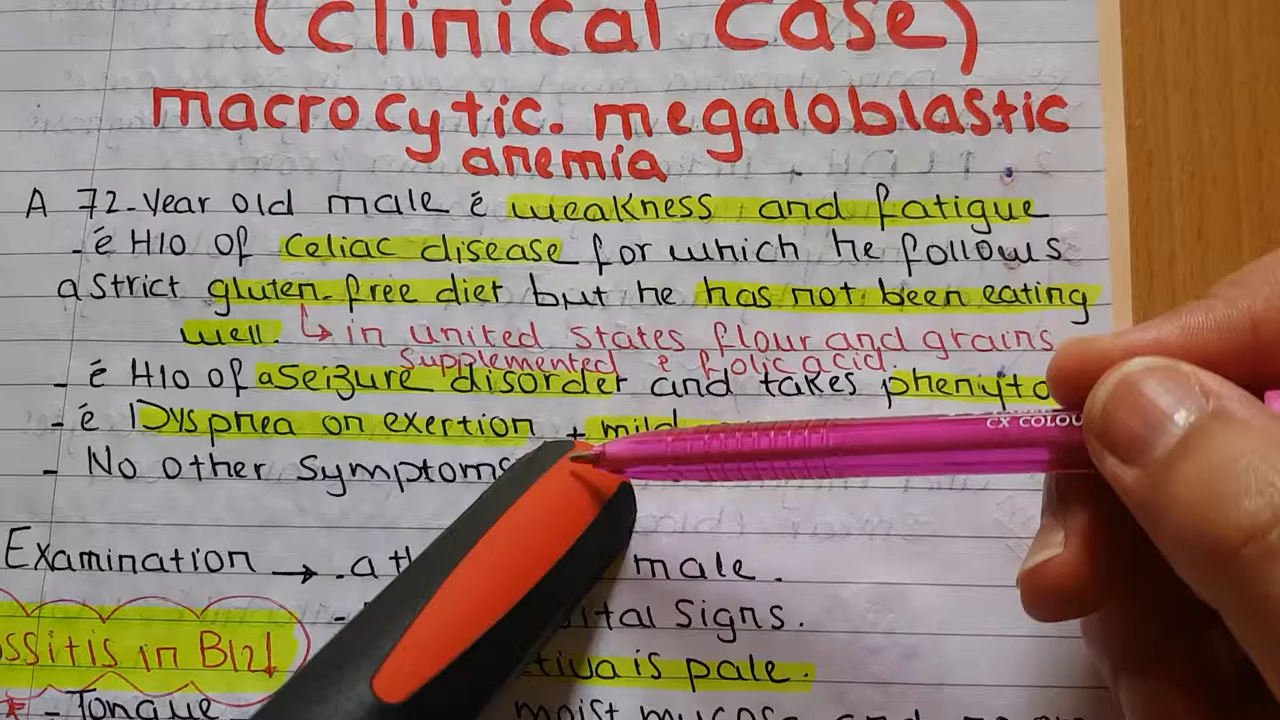 (clinical case)
macrocytic. megaloblastic
anemia
A 72-year old male é weakness and fatigue
- é H10 of celiac disease for which he follows
a strict gluten-free diet but he has not been eating
well. ↳ in united states flour and grains
supplemented é folic acid.
- é H10 of a seizure disorder and takes phenyto
- é Dyspnea on exertion + mild
- No other symptoms
Examination → . a male.
vital signs.
ssitis in B12↓
is pale.
- Tongue moist mucosa and
CX COLOU